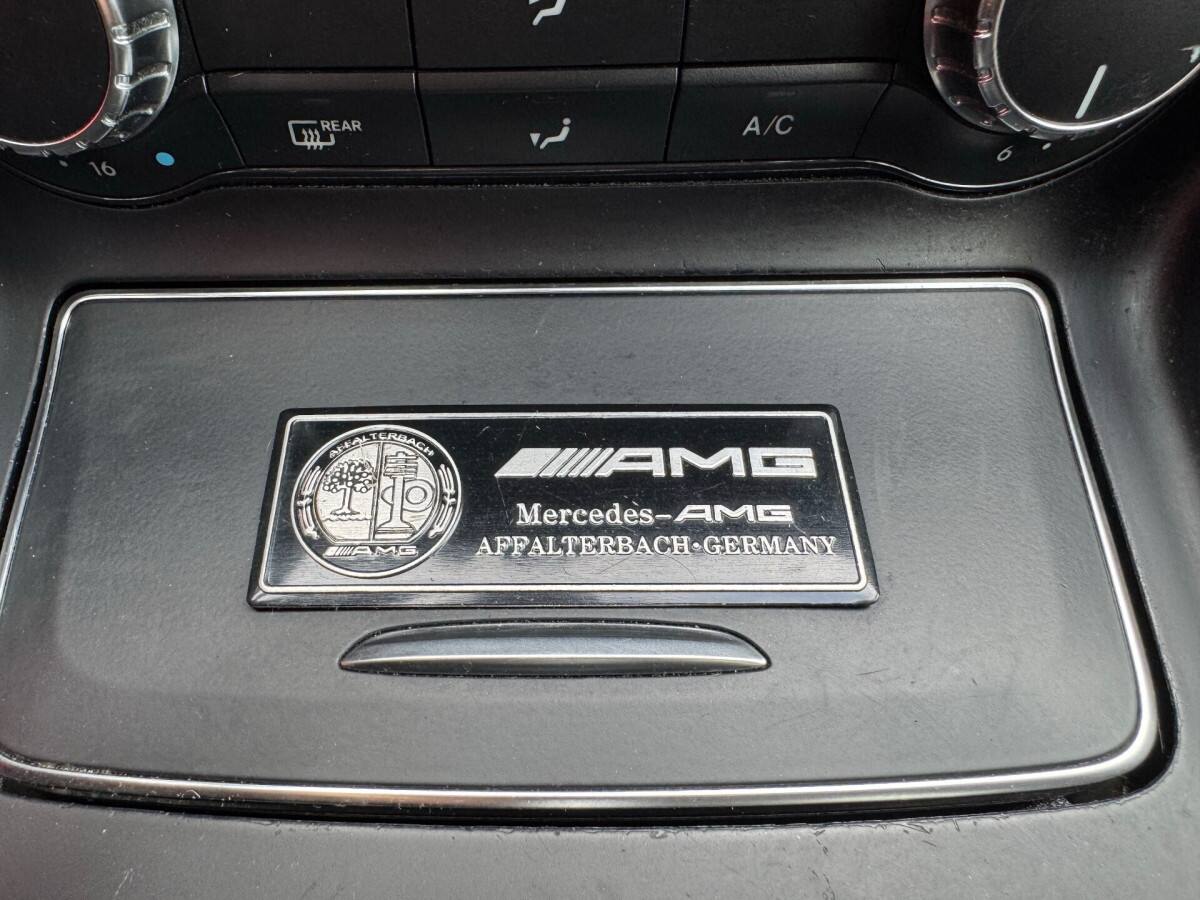 REAR
A/C
16
6
AFFALTERBACH
AMG
AMG
Mercedes-AMG
AFFALTERBACH·GERMANY